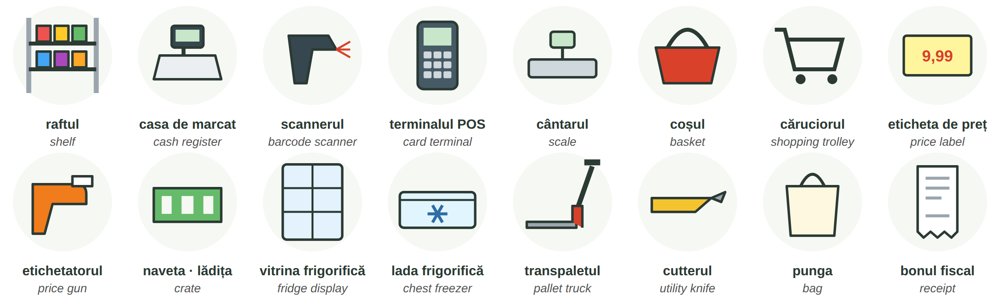 9,99
raftul
shelf
casa de marcat
cash register
scannerul
barcode scanner
terminalul POS
card terminal
cântarul
scale
coșul
basket
căruciorul
shopping trolley
eticheta de preț
price label
etichetatorul
price gun
naveta · lădița
crate
vitrina frigorifică
fridge display
lada frigorifică
chest freezer
transpaletul
pallet truck
cutterul
utility knife
punga
bag
bonul fiscal
receipt